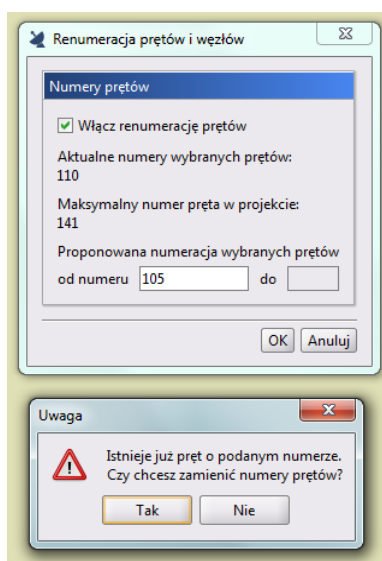 Renumeracja prętów i węzłów
Numery prętów
Włącz renumerację prętów
Aktualne numery wybranych prętów:
110
Maksymalny numer pręta w projekcie:
141
Proponowana numeracja wybranych prętów
od numeru 105 do
OK Anuluj
Uwaga
Istnieje już pręt o podanym numerze.
Czy chcesz zamienić numery prętów?
Tak Nie